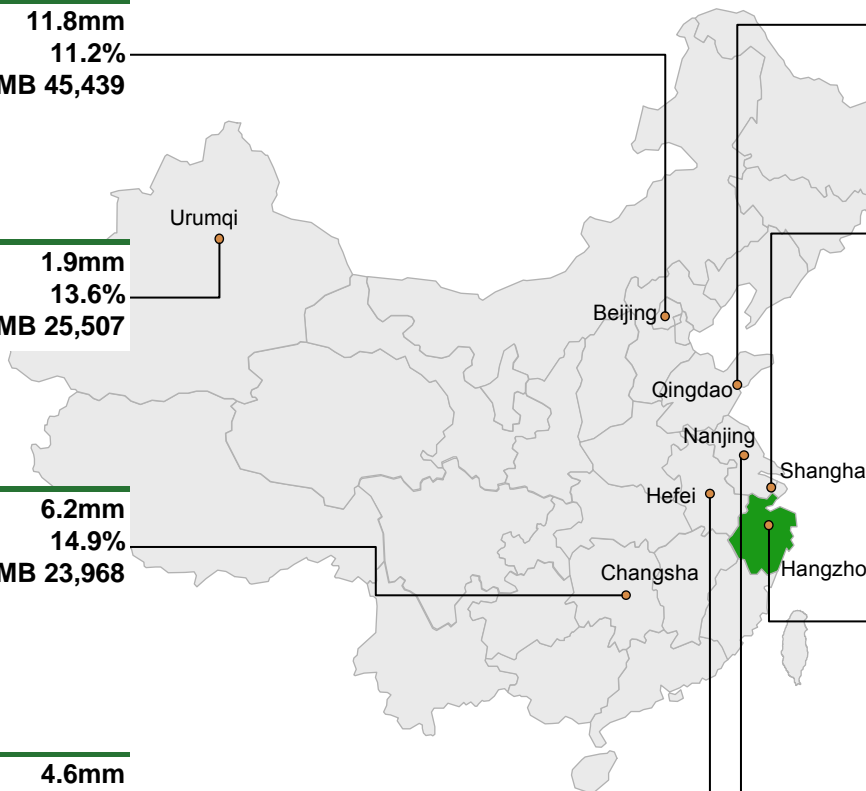 11.8mm
11.2%
MB 45,439
Urumqi
1.9mm
13.6%
MB 25,507
Beijing
Qingdao
Nanjing
Shangha
Hefei
6.2mm
14.9%
MB 23,968
Changsha
Hangzho
4.6mm